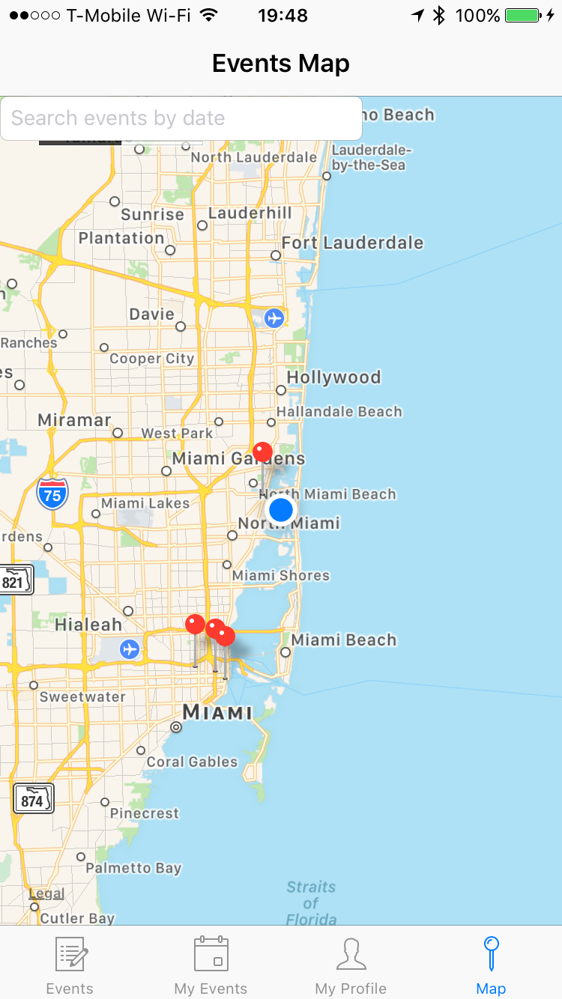 T-Mobile Wi-Fi 19:48 100%
Events Map
Search events by date
no Beach
North Lauderdale
Lauderdale-
by-the-Sea
Sunrise
Lauderhill
Plantation
Fort Lauderdale
Davie
Ranches
Cooper City
es
Hollywood
Hallandale Beach
Miramar
West Park
Miami Gardens
75
North Miami Beach
Miami Lakes
North Miami
rdens
Miami Shores
821
Hialeah
Miami Beach
Sweetwater
MIAMI
Coral Gables
874
Pinecrest
Palmetto Bay
Straits
of
Florida
Legal
Cutler Bay
Events
My Events
My Profile
Map